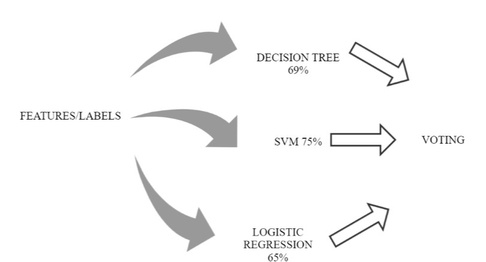 DECISION TREE
69%
FEATURES/LABELS
SVM 75%
VOTING
LOGISTIC
REGRESSION
65%